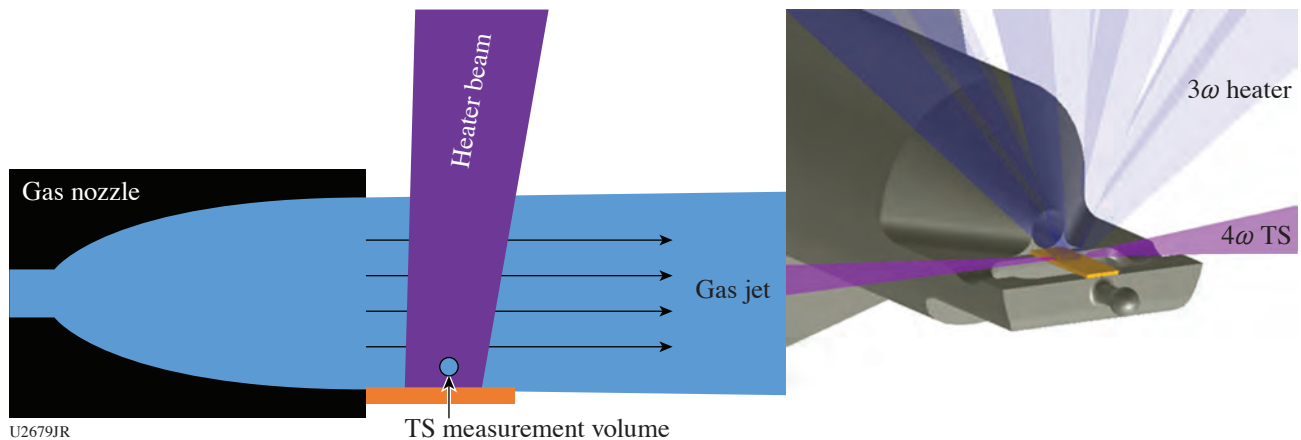 Heater beam
3ω heater
Gas nozzle
4ω TS
Gas jet
TS measurement volume
U2679JR